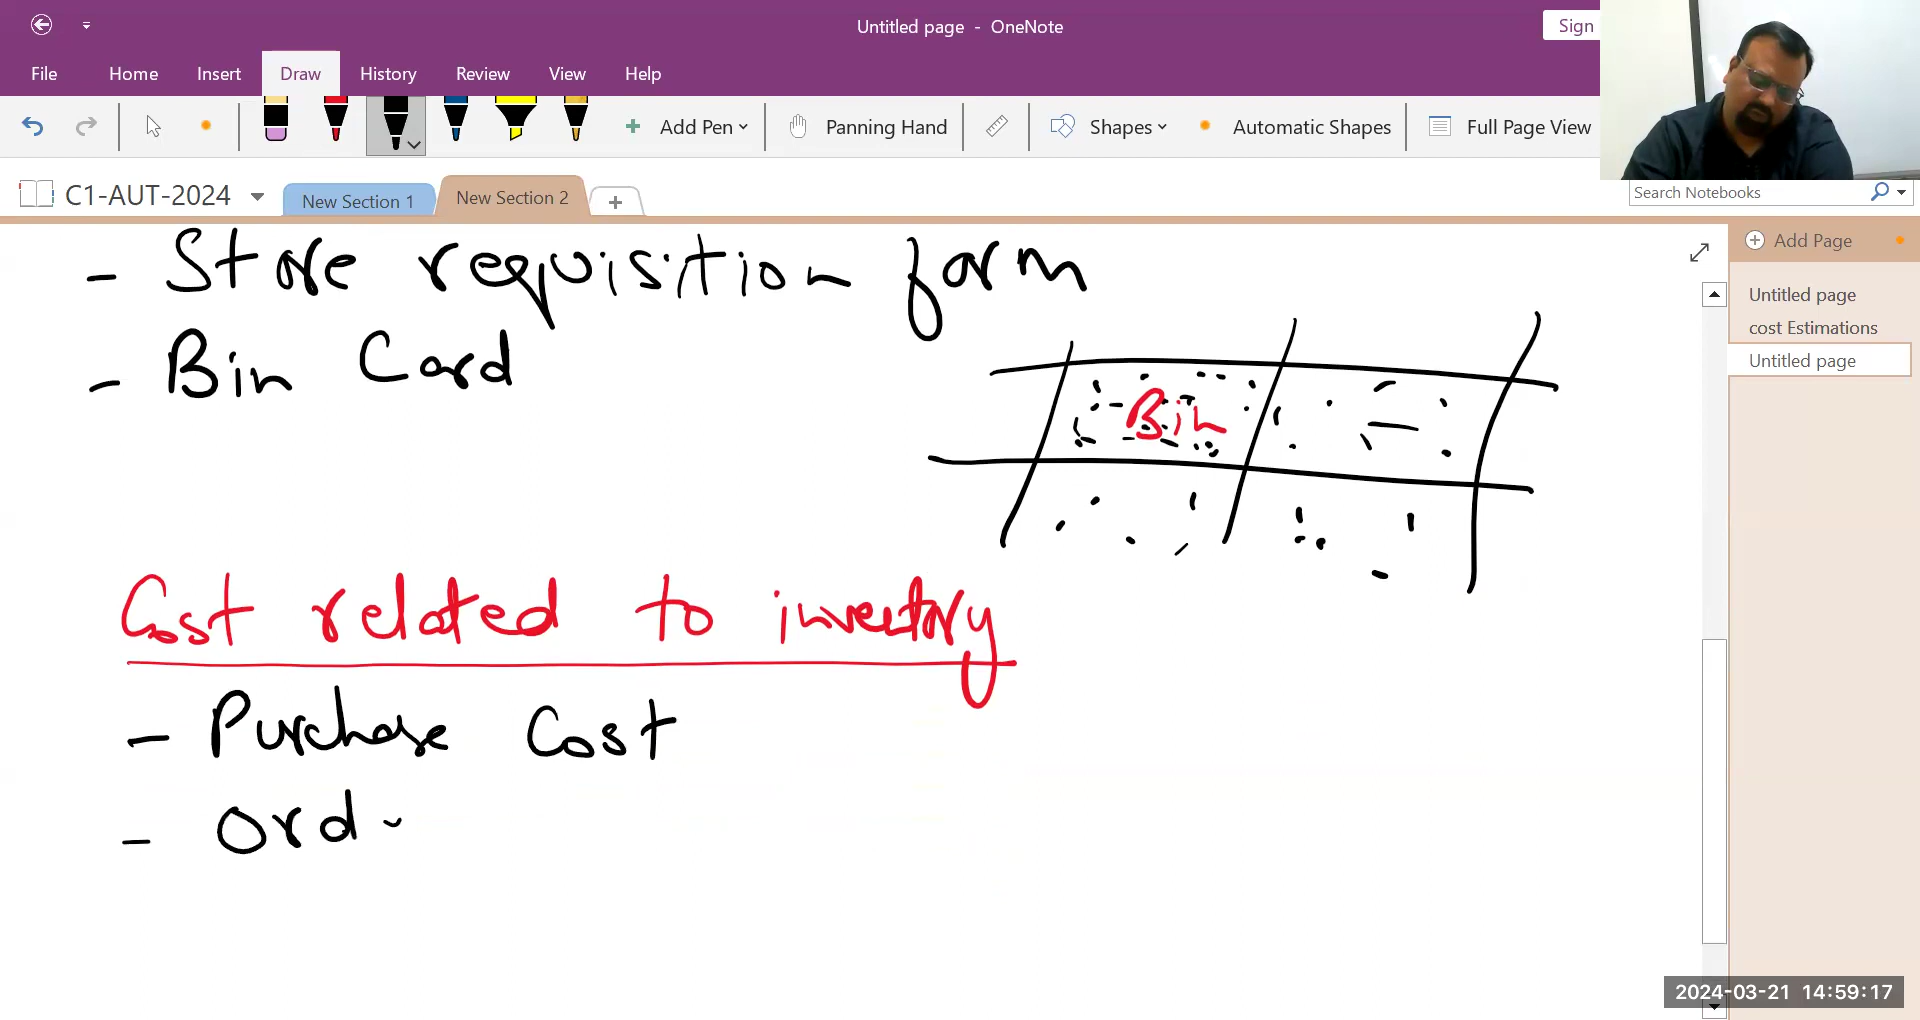 Untitled page - OneNote
Sign
File Home Insert Draw History Review View Help
Add Pen Panning Hand Shapes Automatic Shapes Full Page View
C1-AUT-2024 New Section 1 New Section 2 +
Search Notebooks
Add Page
Untitled page
cost Estimations
Untitled page
- Store requisition form
- Bin Card
Bin
Cost related to inventory
- Purchase Cost
- Ord
2024-03-21 14:59:17